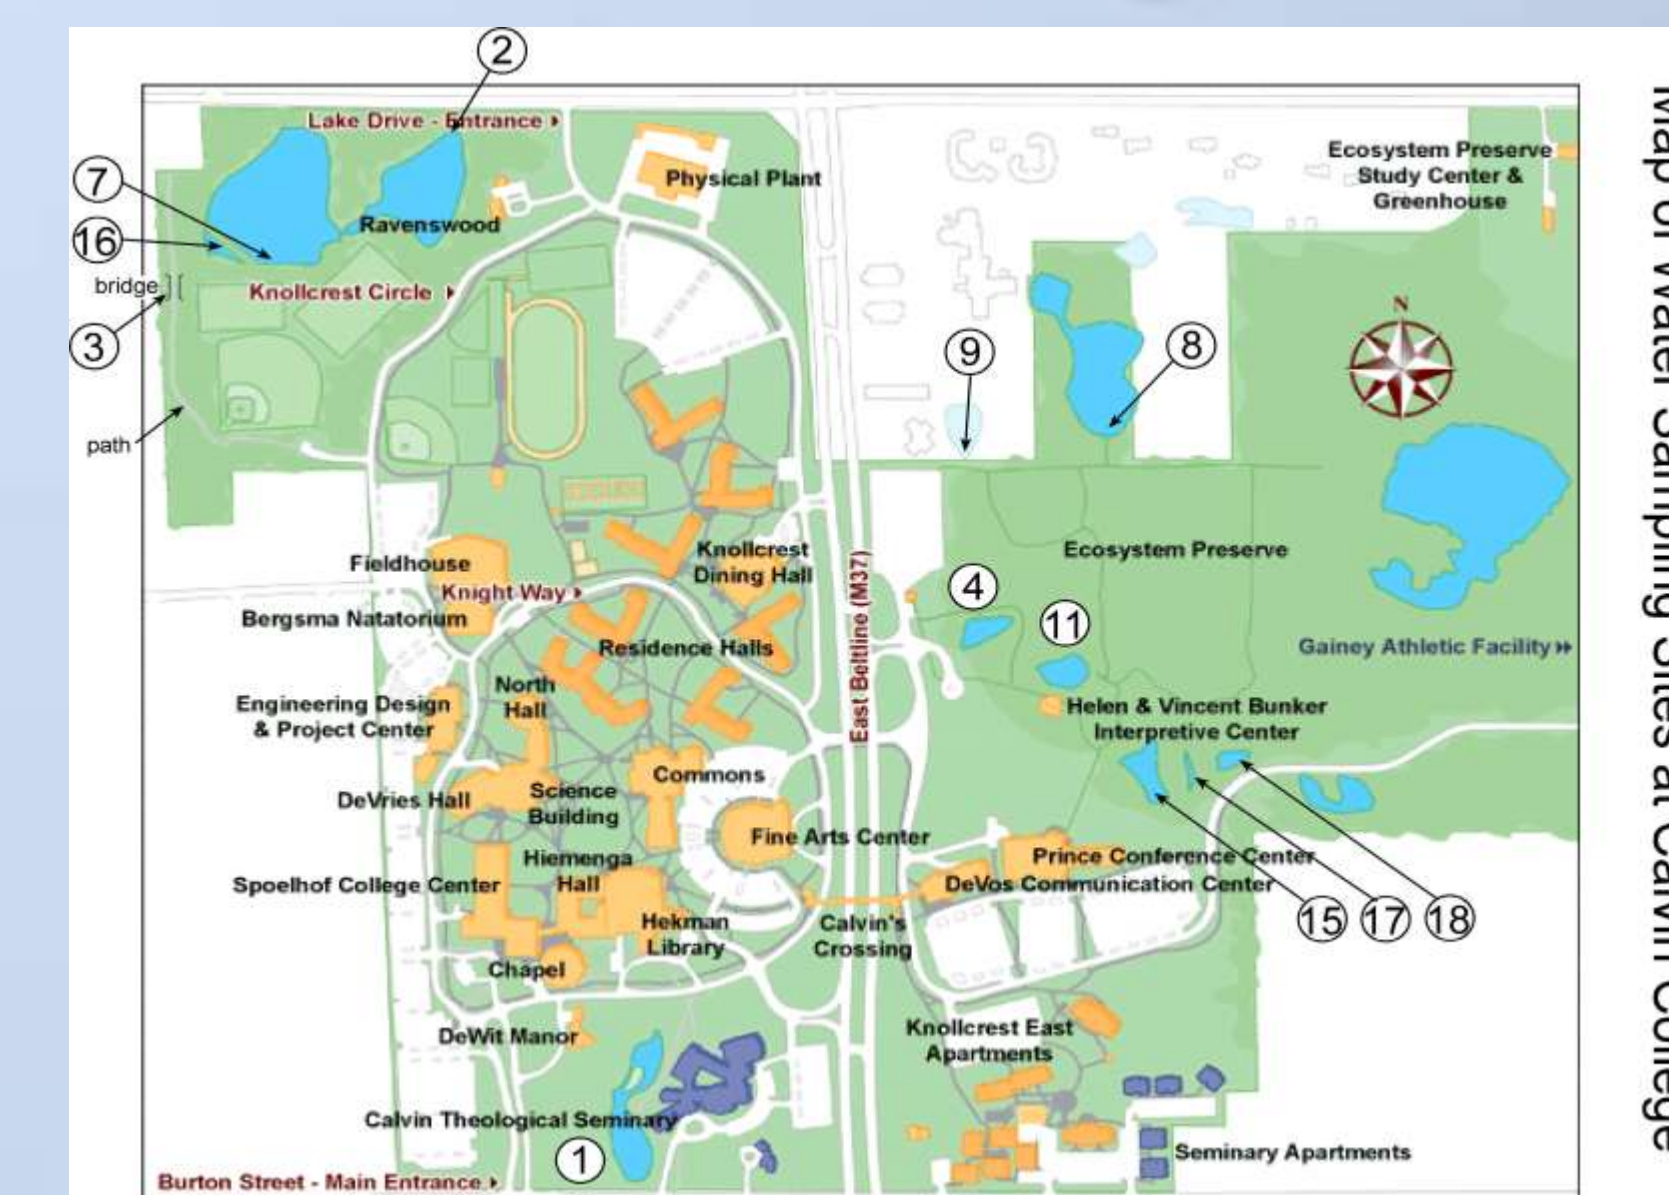 2
Lake Drive - Entrance
7
Physical Plant
Ecosystem Preserve
Study Center &
Greenhouse
16
Ravenswood
bridge
Knollcrest Circle
N
3
9
8
path
Fieldhouse
Knollcrest
Dining Hall
Ecosystem Preserve
Knight Way
4
Bergsma Natatorium
11
East Beltline (M37)
Residence Halls
Gainey Athletic Facility
North
Hall
Engineering Design
& Project Center
Helen & Vincent Bunker
Interpretive Center
Commons
DeVries Hall
Science
Building
Fine Arts Center
Hiemenga
Hall
Prince Conference Center
Spoelhof College Center
DeVos Communication Center
15
17
18
Hekman
Library
Calvin's
Crossing
Chapel
DeWit Manor
Knollcrest East
Apartments
Calvin Theological Seminary
1
Seminary Apartments
Burton Street - Main Entrance
Map of Water Sampling Sites at Calvin College